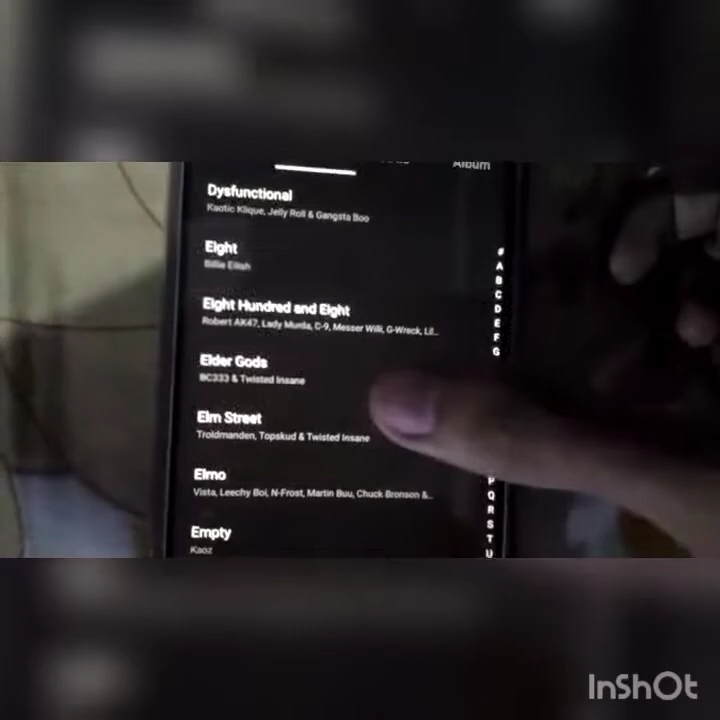 Album
Dysfunctional
Kaotic Klique, Jelly Roll & Gangsta Boo
Eight
Billie Eilish
Eight Hundred and Eight
Robert AK47, Lady Murda, C-9, Messer Willi, G-Wreck, Lil...
Elder Gods
BC333 & Twisted Insane
Elm Street
Troldmanden, Topskud & Twisted Insane
Elmo
Vista, Leechy Boi, N-Frost, Martin Buu, Chuck Bronson &...
Empty
Kaoz
#
A
B
C
D
E
F
G
P
Q
R
S
T
U
InShOt